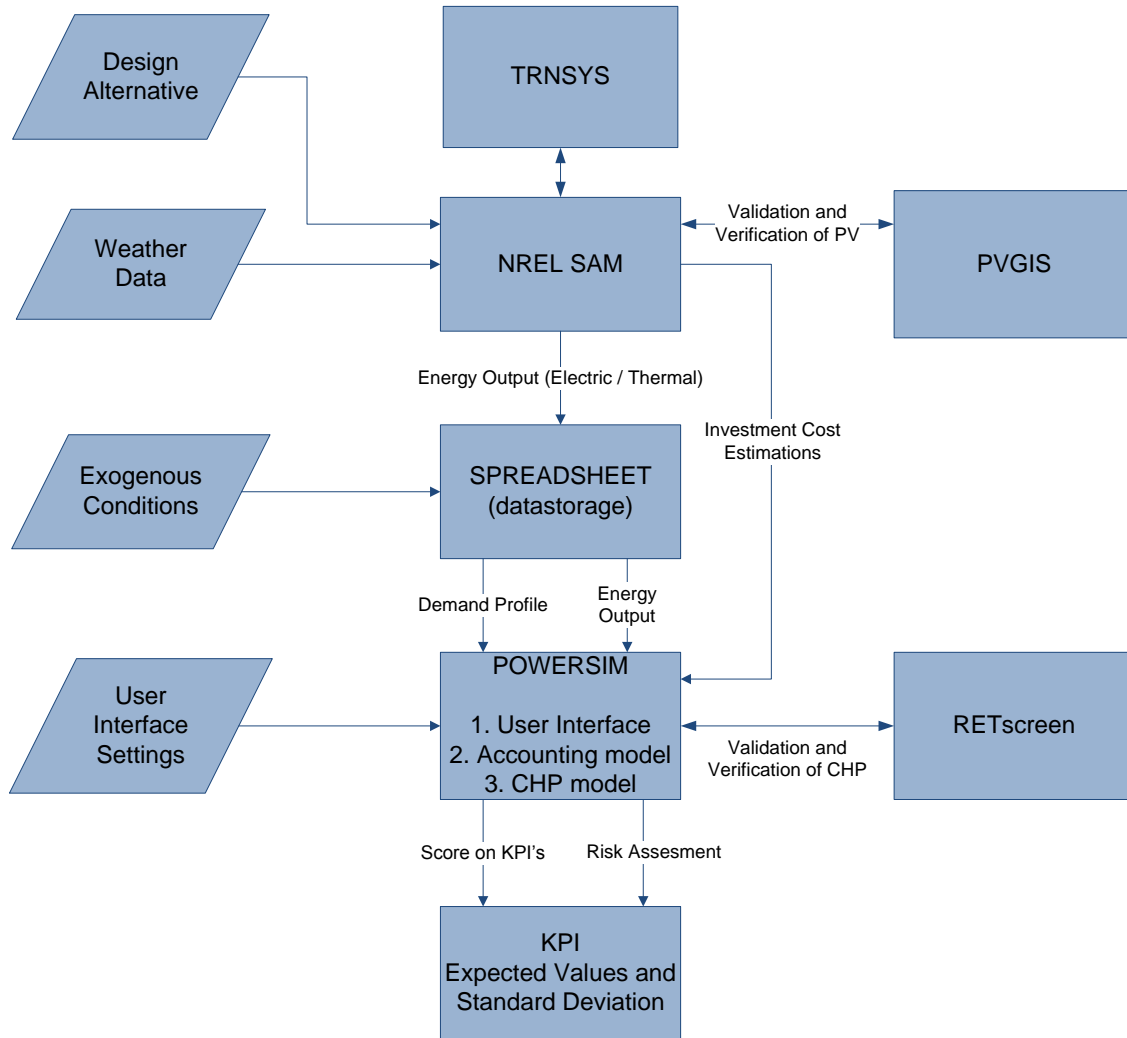 Design
Alternative
TRNSYS
Weather
Data
NREL SAM
Validation and
Verification of PV
PVGIS
Energy Output (Electric / Thermal)
Investment Cost
Estimations
Exogenous
Conditions
SPREADSHEET
(datastorage)
Demand Profile
Energy
Output
User
Interface
Settings
POWERSIM
1. User Interface
2. Accounting model
3. CHP model
Validation and
Verification of CHP
RETscreen
Score on KPI's
Risk Assesment
KPI
Expected Values and
Standard Deviation